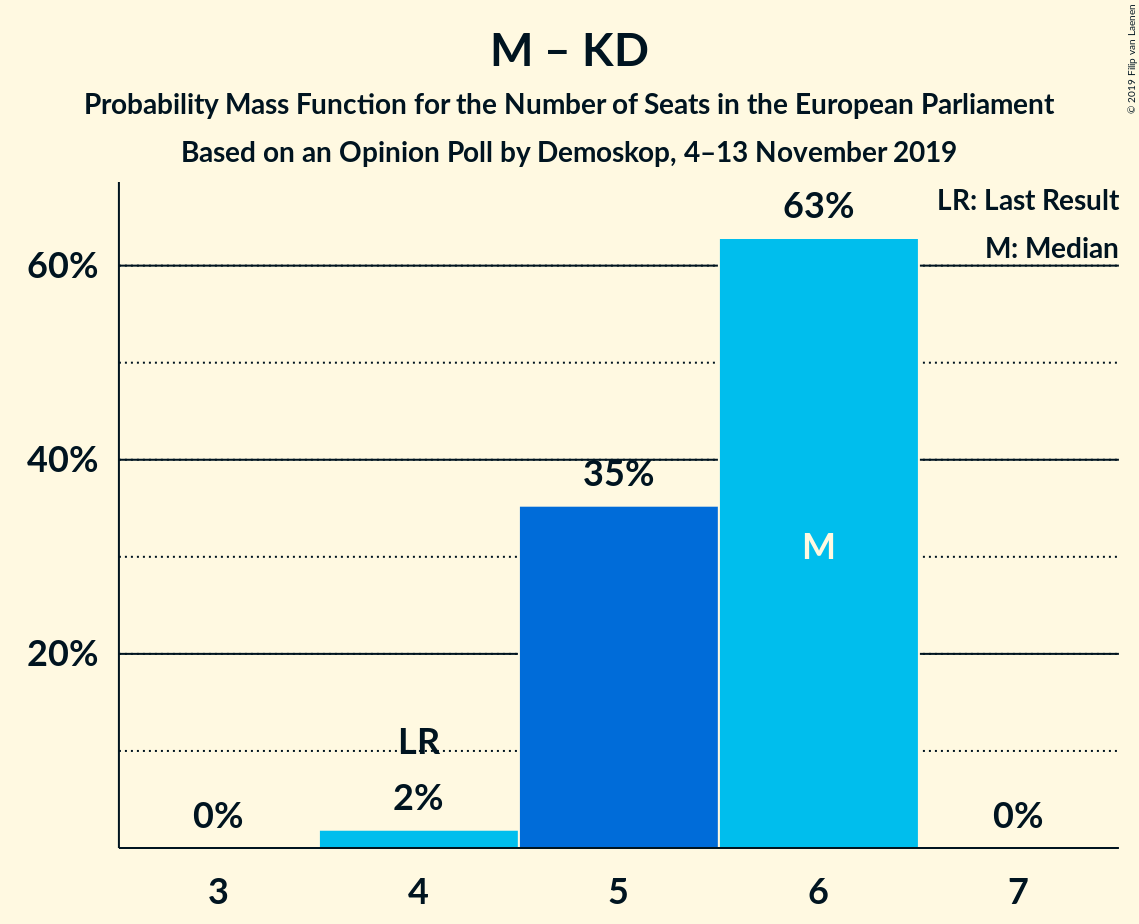 M – KD
Probability Mass Function for the Number of Seats in the European Parliament
Based on an Opinion Poll by Demoskop, 4–13 November 2019
© 2019 Filip van Laenen
LR: Last Result
M: Median
63%
60%
40%
35%
M
20%
LR
2%
0%
0%
3
4
5
6
7